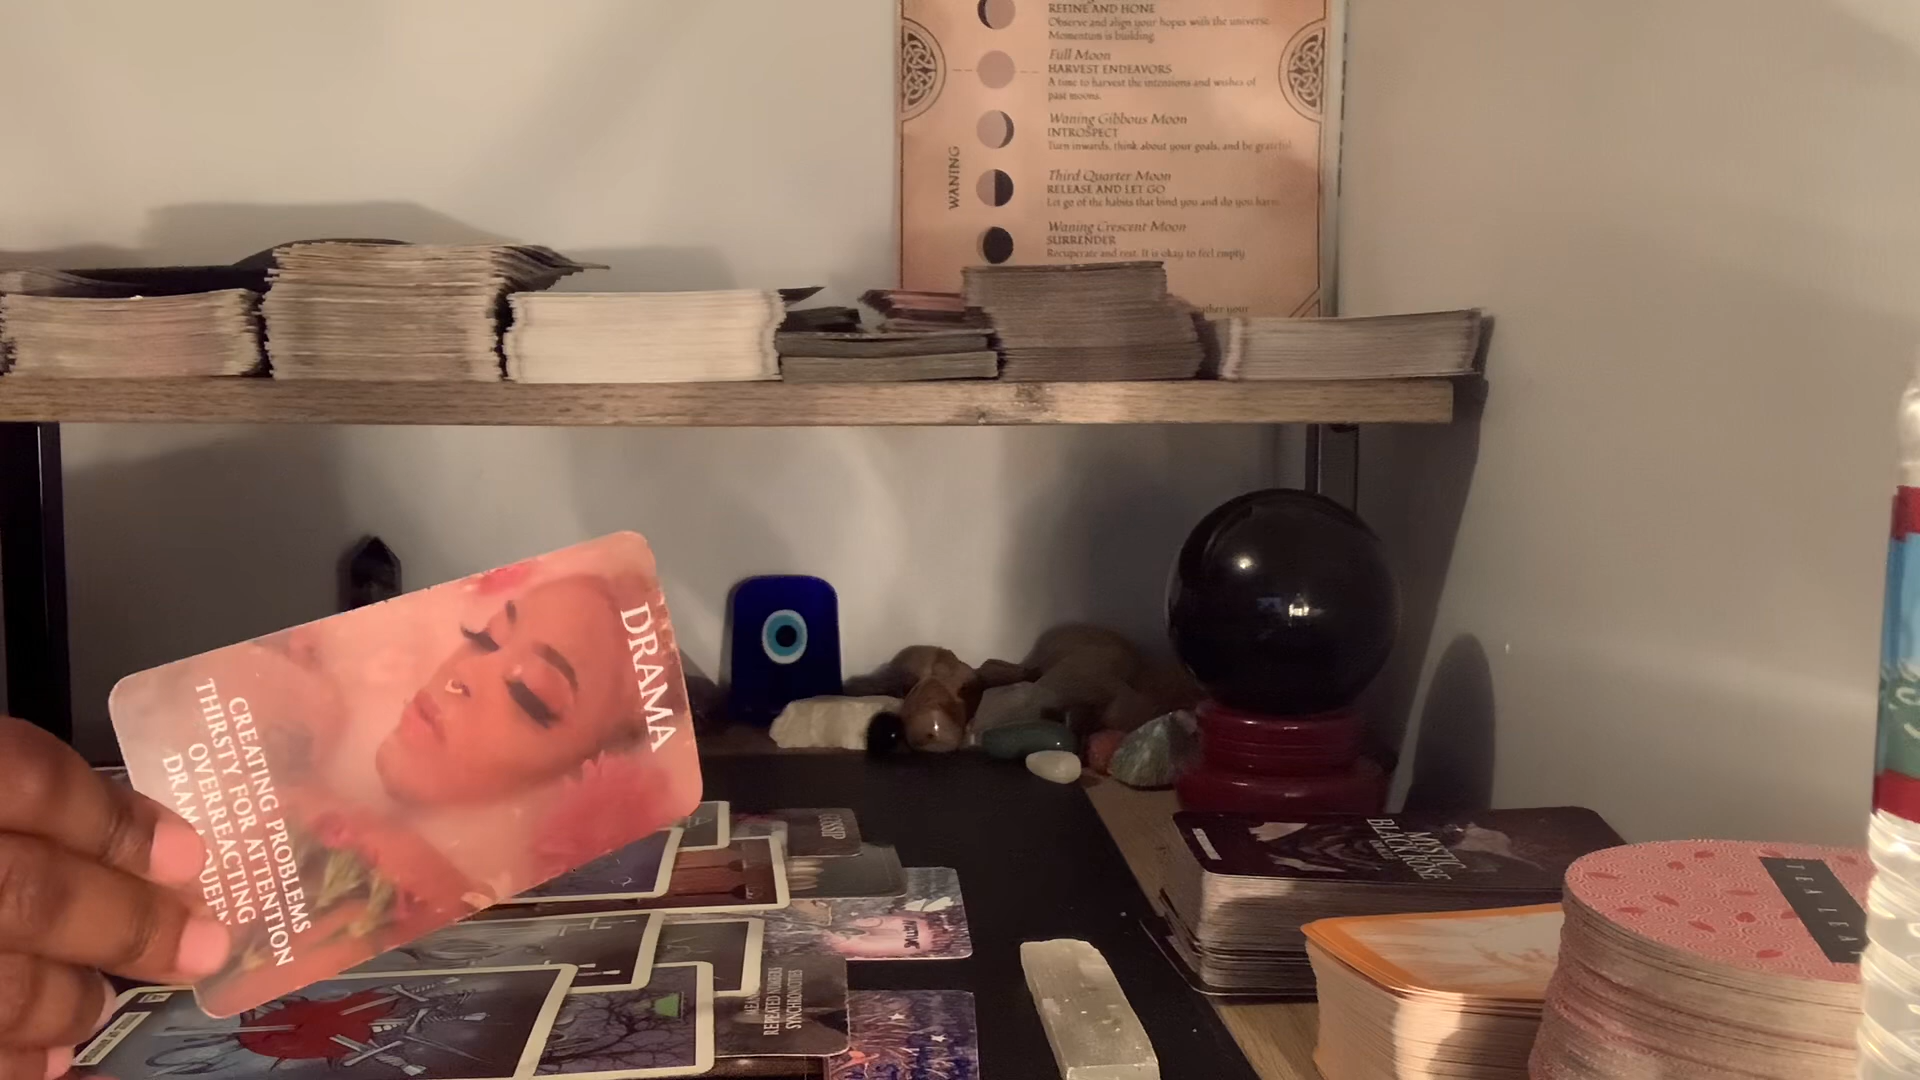 REFINE AND HONE
Observe and align your hopes with the universe.
Momentum is building.
Full Moon
HARVEST ENDEAVORS
A time to harvest the intentions and wishes of
past moons.
Waning Gibbous Moon
INTROSPECT
Turn inwards, think about your goals, and be grateful.
WANING
Third Quarter Moon
RELEASE AND LET GO
Let go of the habits that bind you and do you harm.
Waning Crescent Moon
SURRENDER
Recuperate and rest. It is okay to feel empty
your
DRAMA
CREATING PROBLEMS
THIRSTY FOR ATTENTION
OVERREACTING
DRAMA QUEEN
GOSSIP
REPEATED NUMBERS
SYNCHRONICITIES
MYSTIC
BLACK ROSE
TEA LEA